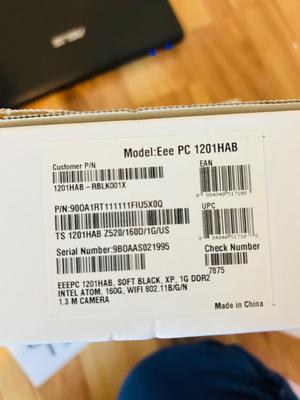 ASUS
Model:Eee PC 1201HAB
Customer P/N
1201HAB-RBLK001X
EAN
P/N:90OA1RT111111FIU5X0Q
TS 1201HAB Z520/160D/1G/US
UPC
Serial Number:9BOAAS021995
Check Number
7875
EEEPC 1201HAB, SOFT BLACK, XP, 1G DDR2
INTEL ATOM, 160G, WIFI 802.11B/G/N
1.3 M CAMERA
Made in China